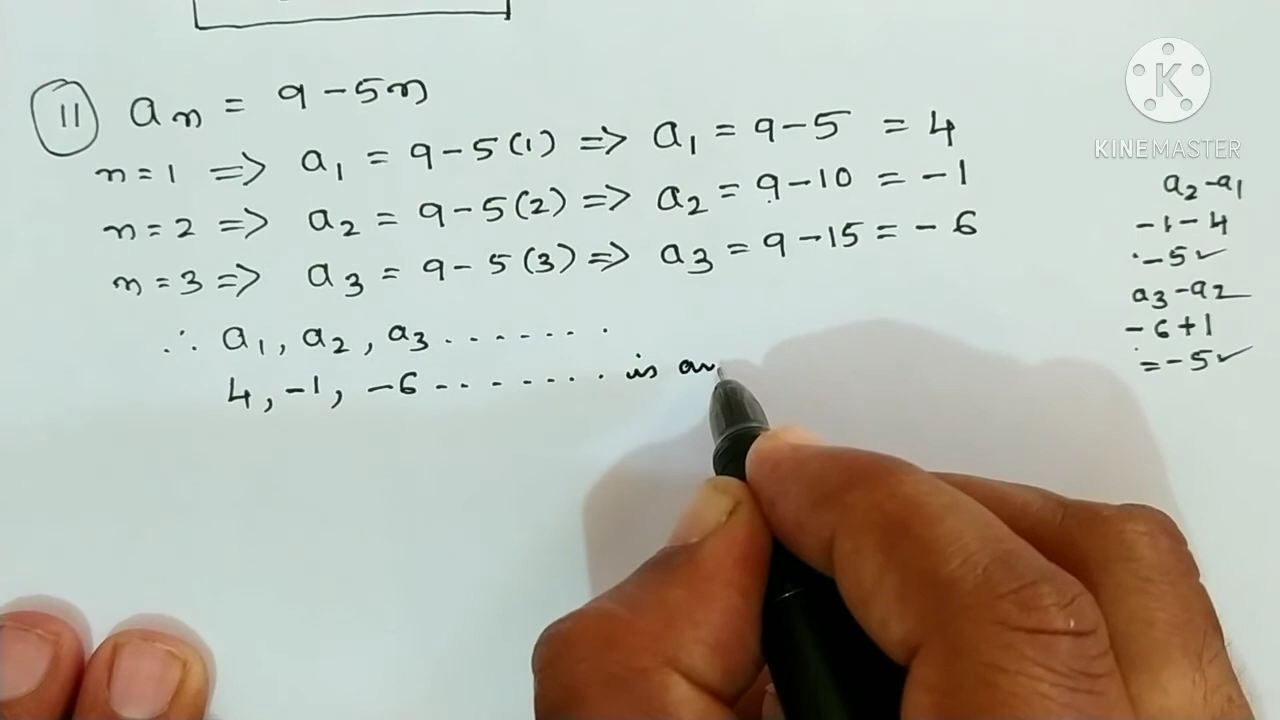 11 aₙ = 9 - 5n
n = 1 => a₁ = 9 - 5(1) => a₁ = 9 - 5 = 4
n = 2 => a₂ = 9 - 5(2) => a₂ = 9 - 10 = -1
n = 3 => a₃ = 9 - 5(3) => a₃ = 9 - 15 = -6
∴ a₁, a₂, a₃ .......
4, -1, -6 ........ is an
a₂ - a₁
-1 - 4
-5 ✓
a₃ - a₂
-6 + 1
= -5 ✓
K
KINEMASTER